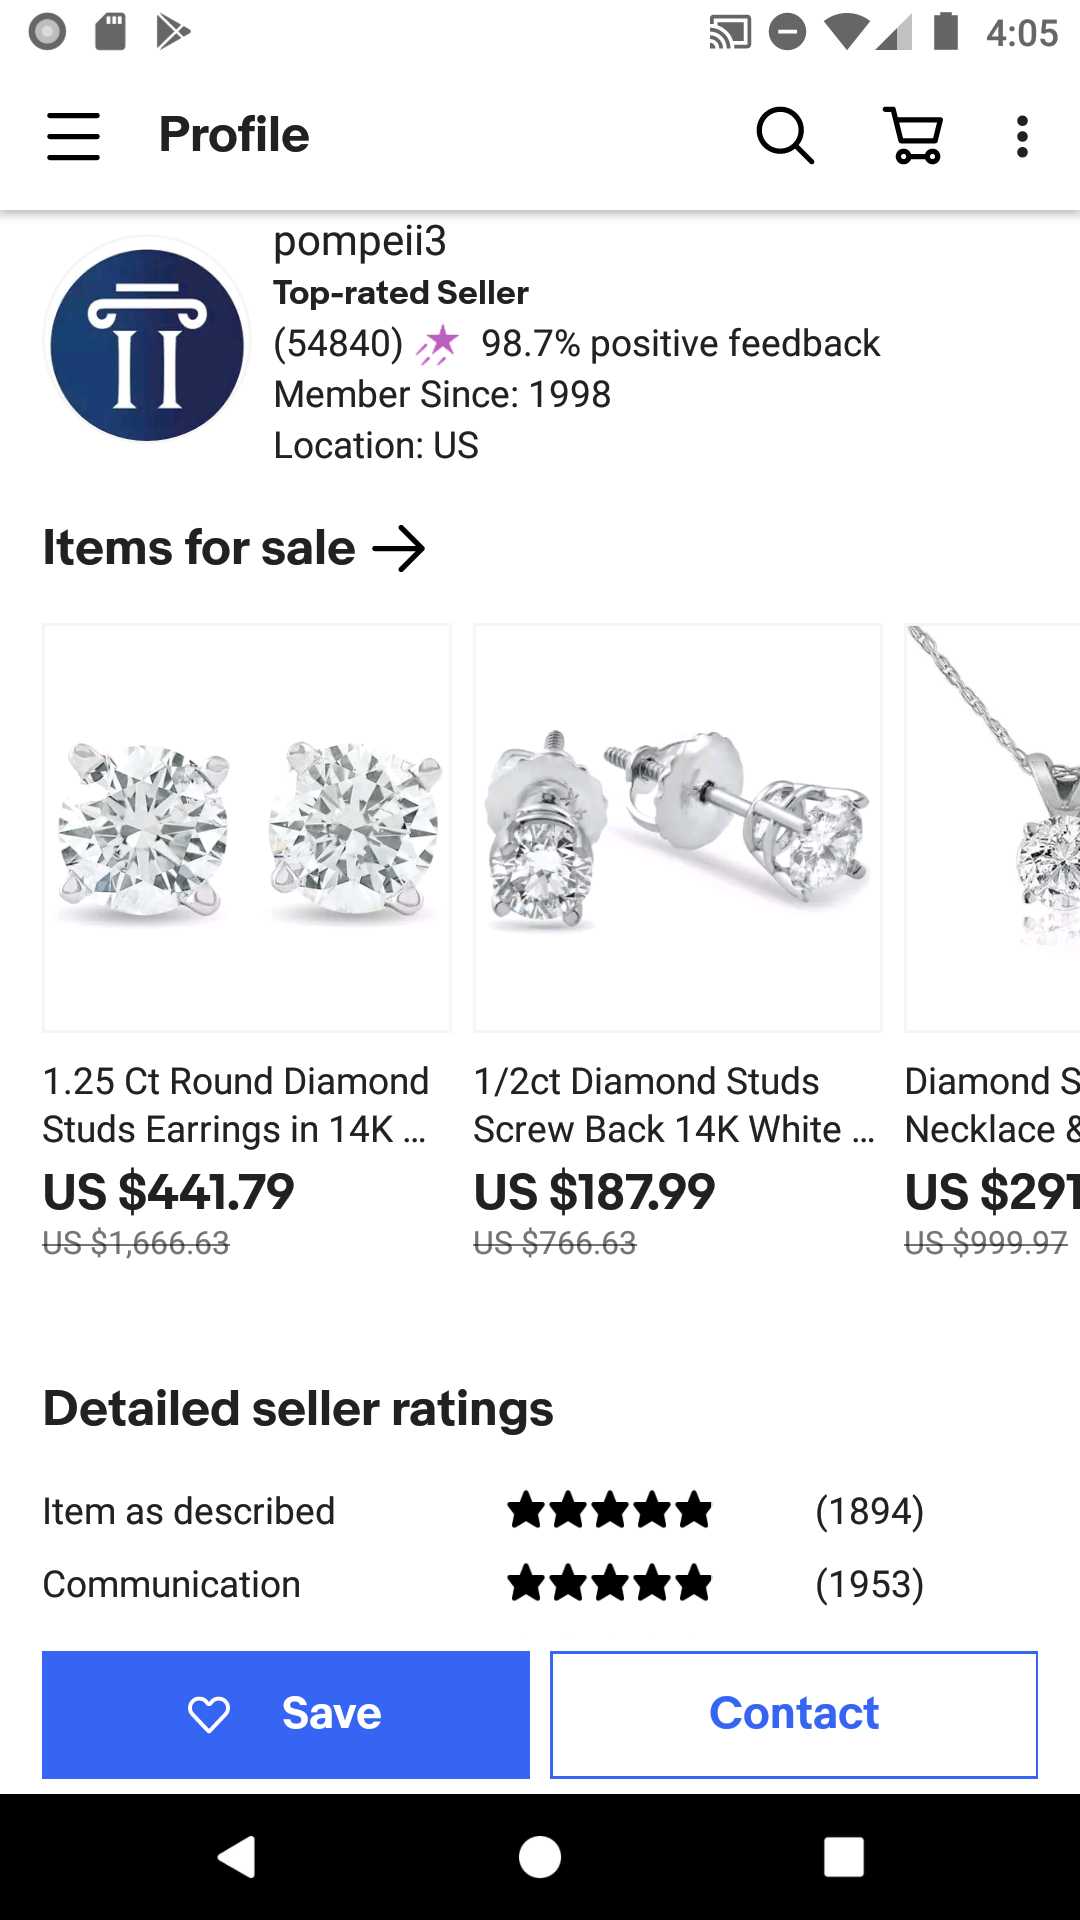 4:05
Profile
pompeii3
Top-rated Seller
(54840) 98.7% positive feedback
Member Since: 1998
Location: US
Items for sale
1.25 Ct Round Diamond
Studs Earrings in 14K ...
US $441.79
US $1,666.63
1/2ct Diamond Studs
Screw Back 14K White ...
US $187.99
US $766.63
Diamond S
Necklace &
US $291
US $999.97
Detailed seller ratings
Item as described (1894)
Communication (1953)
Save
Contact